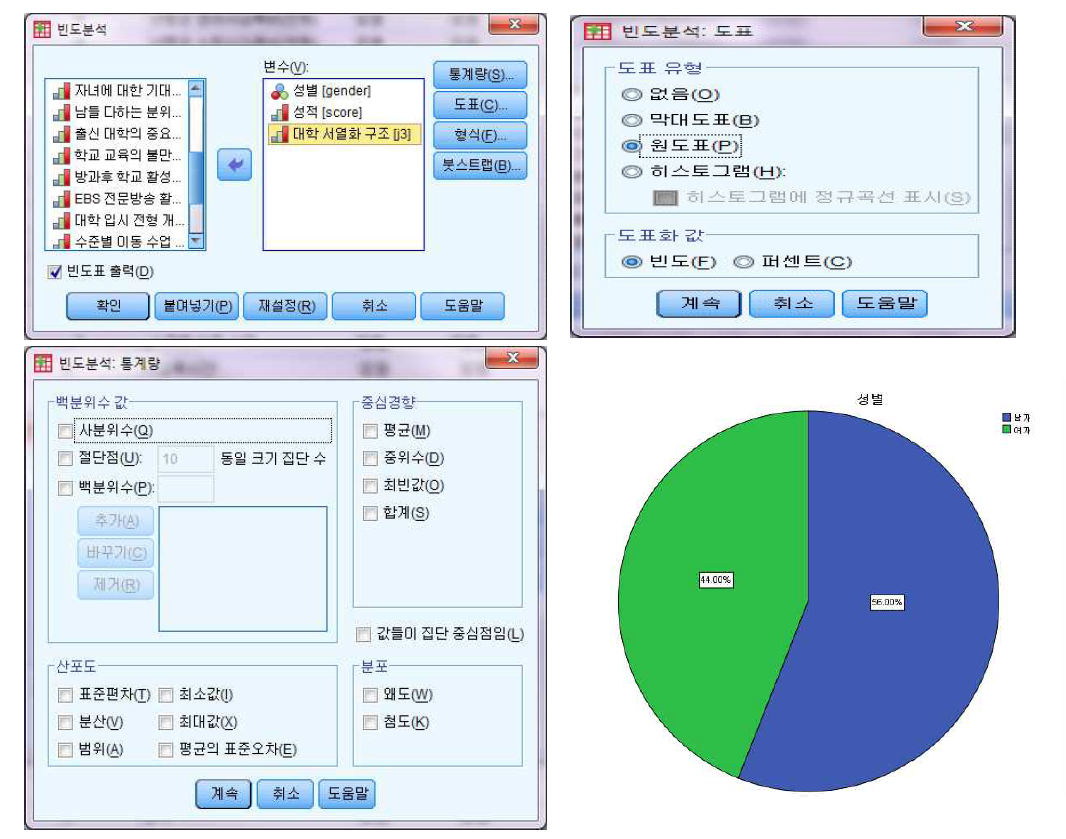 빈도분석
자녀에 대한 기대...
남들 다하는 분위...
출신 대학의 중요...
학교 교육의 불만...
방과후 학교 활성...
EBS 전문방송 활...
대학 입시 전형 개...
수준별 이동 수업 ...
변수(V):
성별 [gender]
성적 [score]
대학 서열화 구조 [j3]
통계량(S)...
도표(C)...
형식(F)...
붓스트랩(B)...
빈도표 출력(D)
확인 붙여넣기(P) 재설정(R) 취소 도움말
빈도분석: 도표
도표 유형
없음(O)
막대도표(B)
원도표(P)
히스토그램(H):
히스토그램에 정규곡선 표시(S)
도표화 값
빈도(F) 퍼센트(C)
계속 취소 도움말
빈도분석: 통계량
백분위수 값
사분위수(Q)
절단점(U): 10 동일 크기 집단 수
백분위수(P):
추가(A)
바꾸기(C)
제거(R)
중심경향
평균(M)
중위수(D)
최빈값(O)
합계(S)
값들이 집단 중심점임(L)
산포도
표준편차(T) 최소값(I)
분산(V) 최대값(X)
범위(A) 평균의 표준오차(E)
분포
왜도(W)
첨도(K)
계속 취소 도움말
성별
남자
여자
44.00%
56.00%